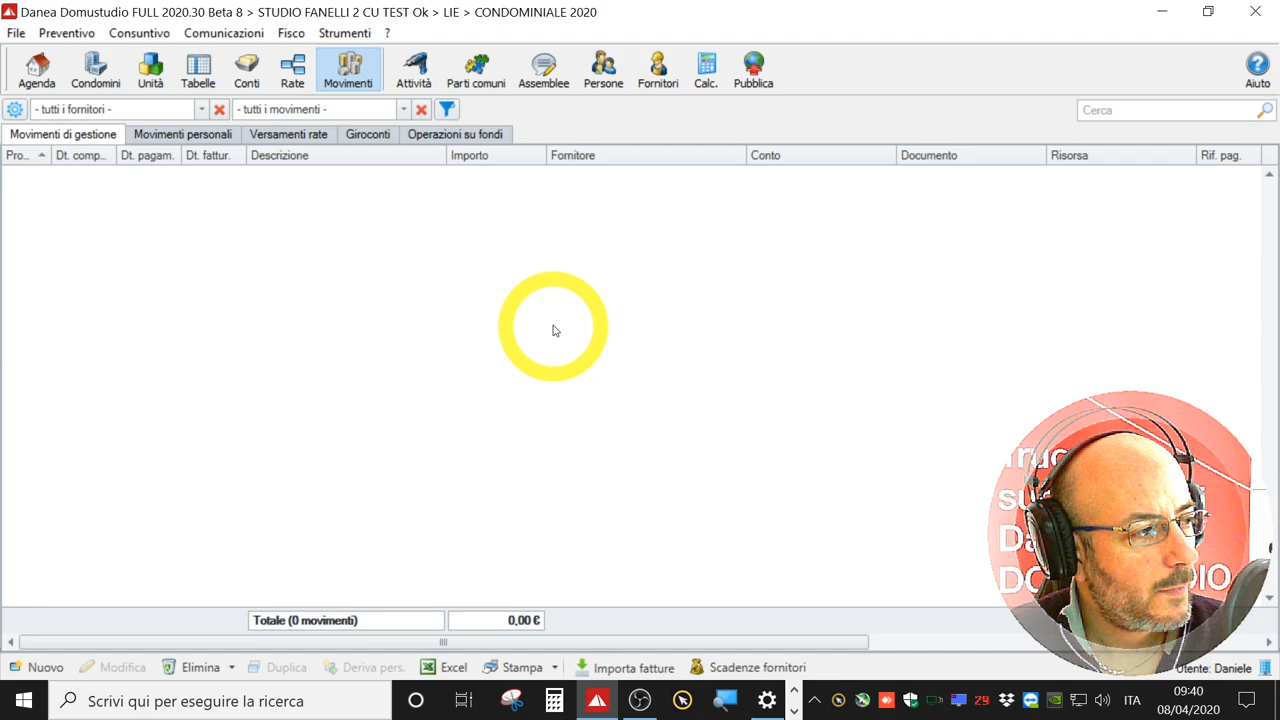 Danea Domustudio FULL 2020.30 Beta 8 > STUDIO FANELLI 2 CU TEST Ok > LIE > CONDOMINIALE 2020
File Preventivo Consuntivo Comunicazioni Fisco Strumenti ?
Agenda Condomini Unità Tabelle Conti Rate Movimenti Attività Parti comuni Assemblee Persone Fornitori Calc. Pubblica Aiuto
- tutti i fornitori - - tutti i movimenti - Cerca
Movimenti di gestione Movimenti personali Versamenti rate Giroconti Operazioni su fondi
Pro... Dt. comp... Dt. pagam. Dt. fattur. Descrizione Importo Fornitore Conto Documento Risorsa Rif. pag.
Totale (0 movimenti) 0,00 €
Nuovo Modifica Elimina Duplica Deriva pers. Excel Stampa Importa fatture Scadenze fornitori Utente: Daniele
Scrivi qui per eseguire la ricerca 29 ITA 09:40
08/04/2020